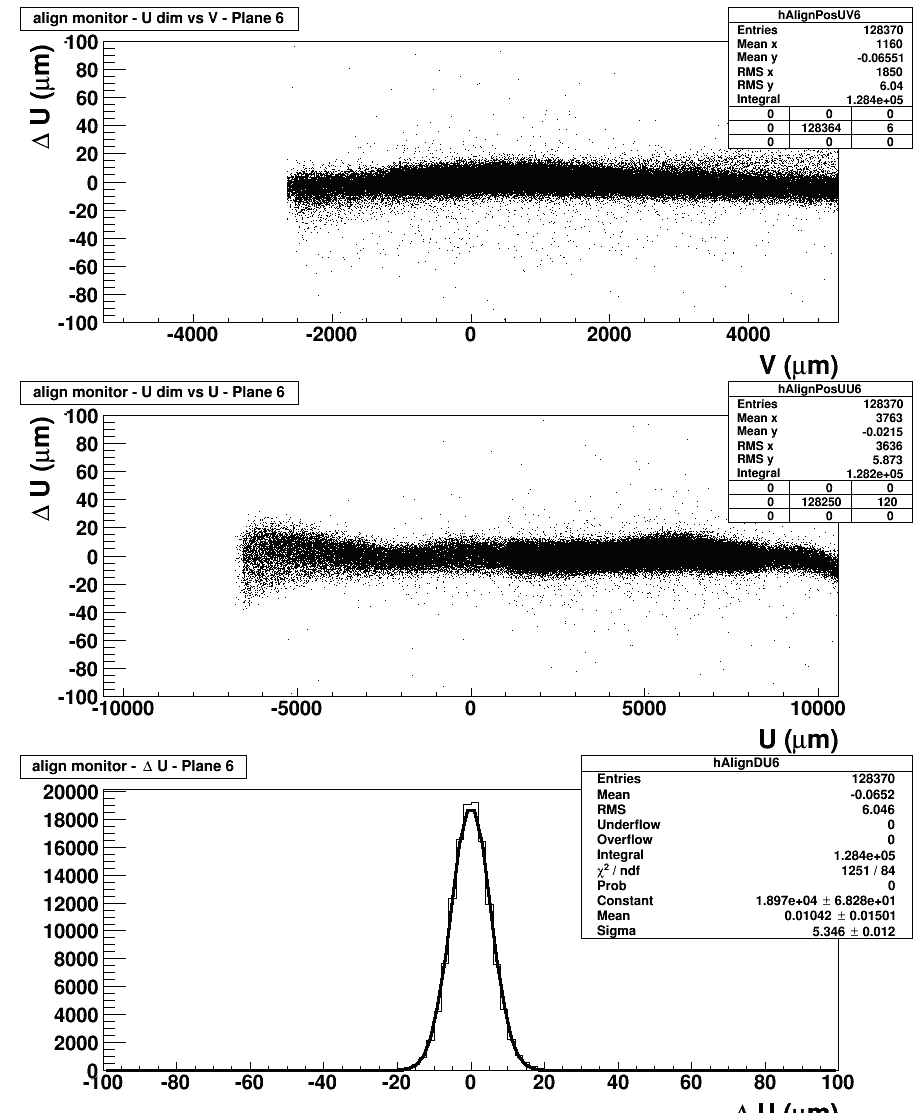 align monitor - U dim vs V - Plane 6
hAlignPosUV6
Entries 128370
Mean x 1160
Mean y -0.06551
RMS x 1850
RMS y 6.04
Integral 1.284e+05
0 0 0
0 128364 6
0 0 0
Δ U (μm)
100
80
60
40
20
0
-20
-40
-60
-80
-100
-4000 -2000 0 2000 4000
V (μm)
align monitor - U dim vs U - Plane 6
hAlignPosUU6
Entries 128370
Mean x 3763
Mean y -0.0215
RMS x 3636
RMS y 5.873
Integral 1.282e+05
0 0 0
0 128250 120
0 0 0
Δ U (μm)
100
80
60
40
20
0
-20
-40
-60
-80
-100
-10000 -5000 0 5000 10000
U (μm)
align monitor - Δ U - Plane 6
hAlignDU6
Entries 128370
Mean -0.0652
RMS 6.046
Underflow 0
Overflow 0
Integral 1.284e+05
χ² / ndf 1251 / 84
Prob 0
Constant 1.897e+04 ± 6.828e+01
Mean 0.01042 ± 0.01501
Sigma 5.346 ± 0.012
20000
18000
16000
14000
12000
10000
8000
6000
4000
2000
0
-100 -80 -60 -40 -20 0 20 40 60 80 100
Δ U (μm)